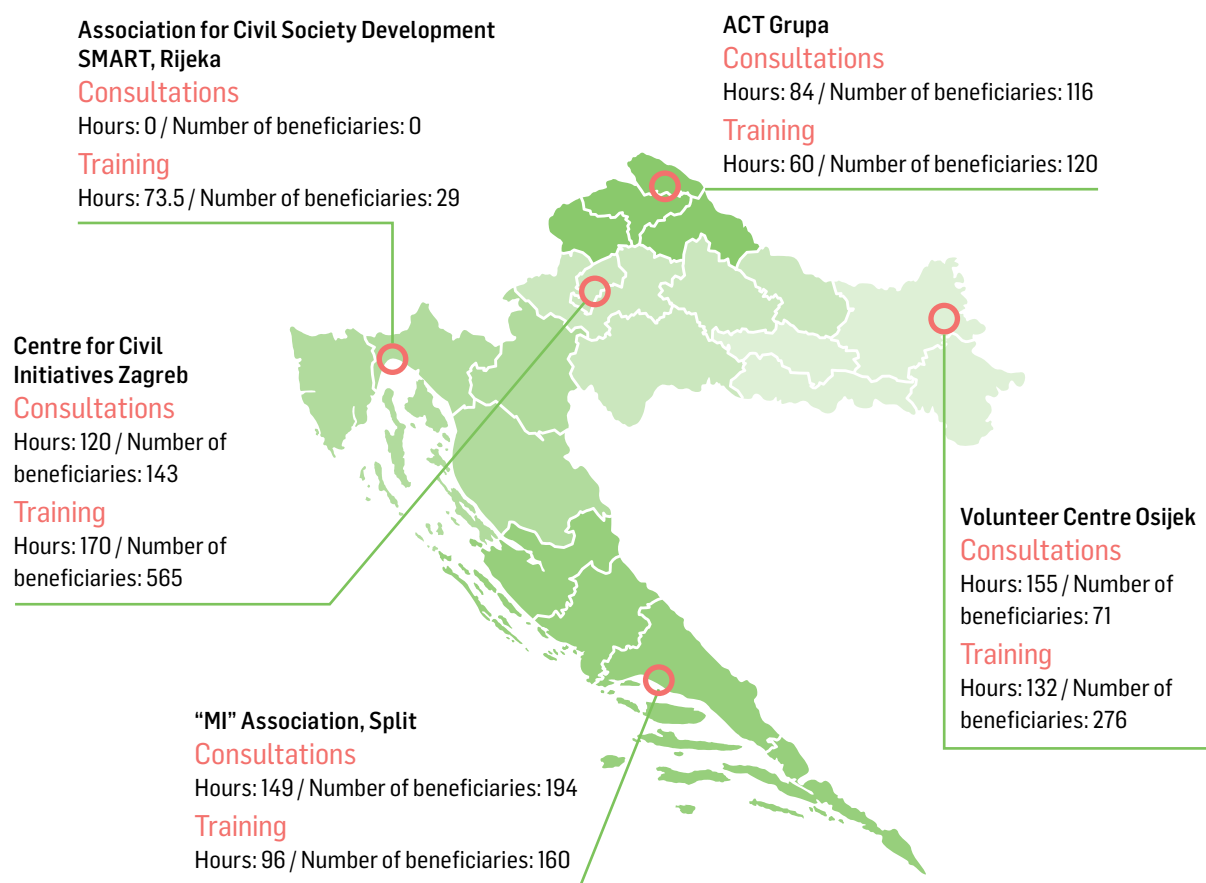 Association for Civil Society Development
SMART, Rijeka
Consultations
Hours: 0 / Number of beneficiaries: 0
Training
Hours: 73.5 / Number of beneficiaries: 29
ACT Grupa
Consultations
Hours: 84 / Number of beneficiaries: 116
Training
Hours: 60 / Number of beneficiaries: 120
Centre for Civil
Initiatives Zagreb
Consultations
Hours: 120 / Number of
beneficiaries: 143
Training
Hours: 170 / Number of
beneficiaries: 565
Volunteer Centre Osijek
Consultations
Hours: 155 / Number of
beneficiaries: 71
Training
Hours: 132 / Number of
beneficiaries: 276
“MI” Association, Split
Consultations
Hours: 149 / Number of beneficiaries: 194
Training
Hours: 96 / Number of beneficiaries: 160